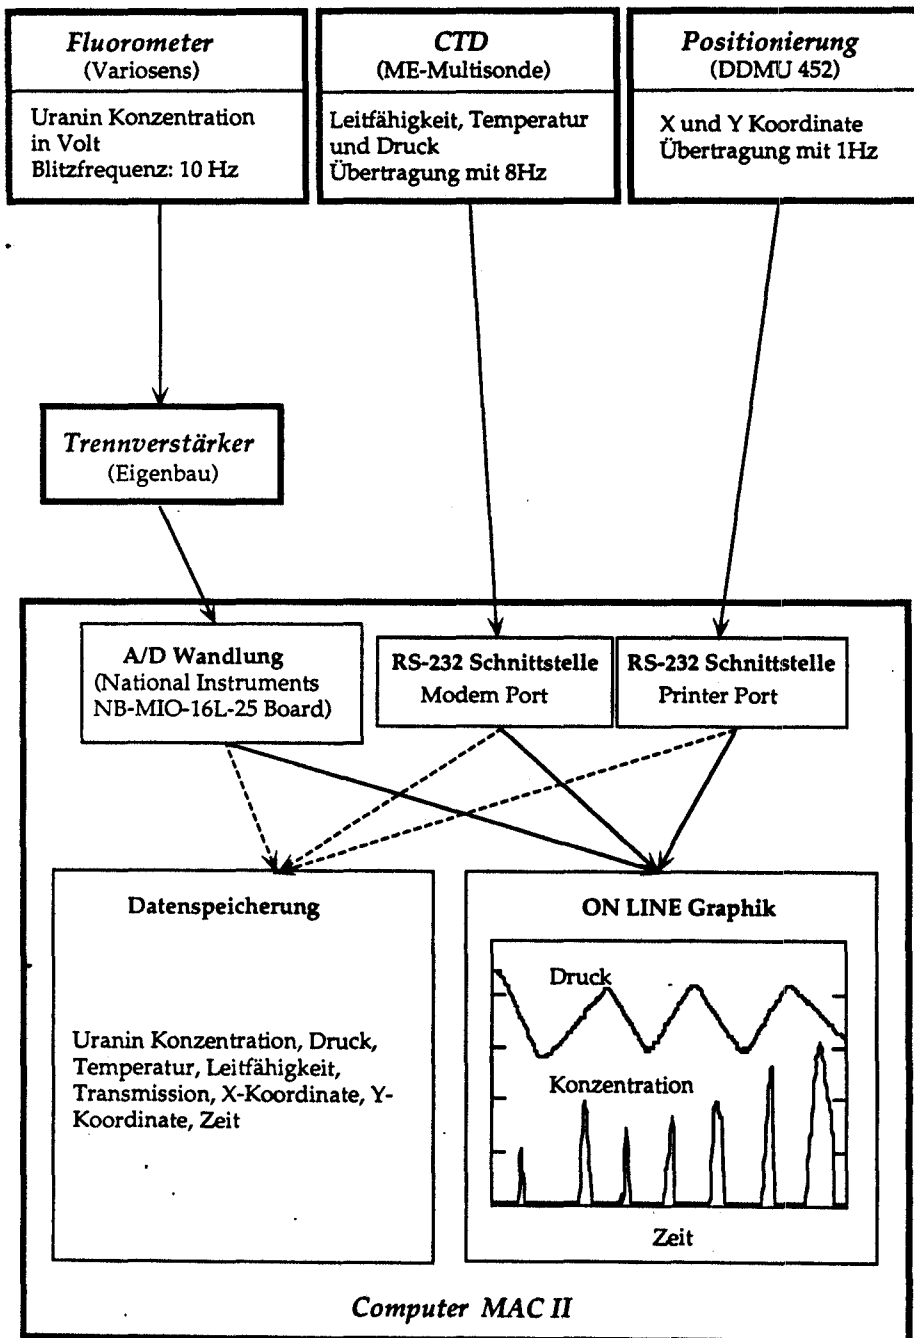 Fluorometer
(Variosens)
Uranin Konzentration
in Volt
Blitzfrequenz: 10 Hz
CTD
(ME-Multisonde)
Leitfähigkeit, Temperatur
und Druck
Übertragung mit 8Hz
Positionierung
(DDMU 452)
X und Y Koordinate
Übertragung mit 1Hz
Trennverstärker
(Eigenbau)
A/D Wandlung
(National Instruments
NB-MIO-16L-25 Board)
RS-232 Schnittstelle
Modem Port
RS-232 Schnittstelle
Printer Port
Datenspeicherung
Uranin Konzentration, Druck,
Temperatur, Leitfähigkeit,
Transmission, X-Koordinate, Y-
Koordinate, Zeit
ON LINE Graphik
Druck
Konzentration
Zeit
Computer MAC II